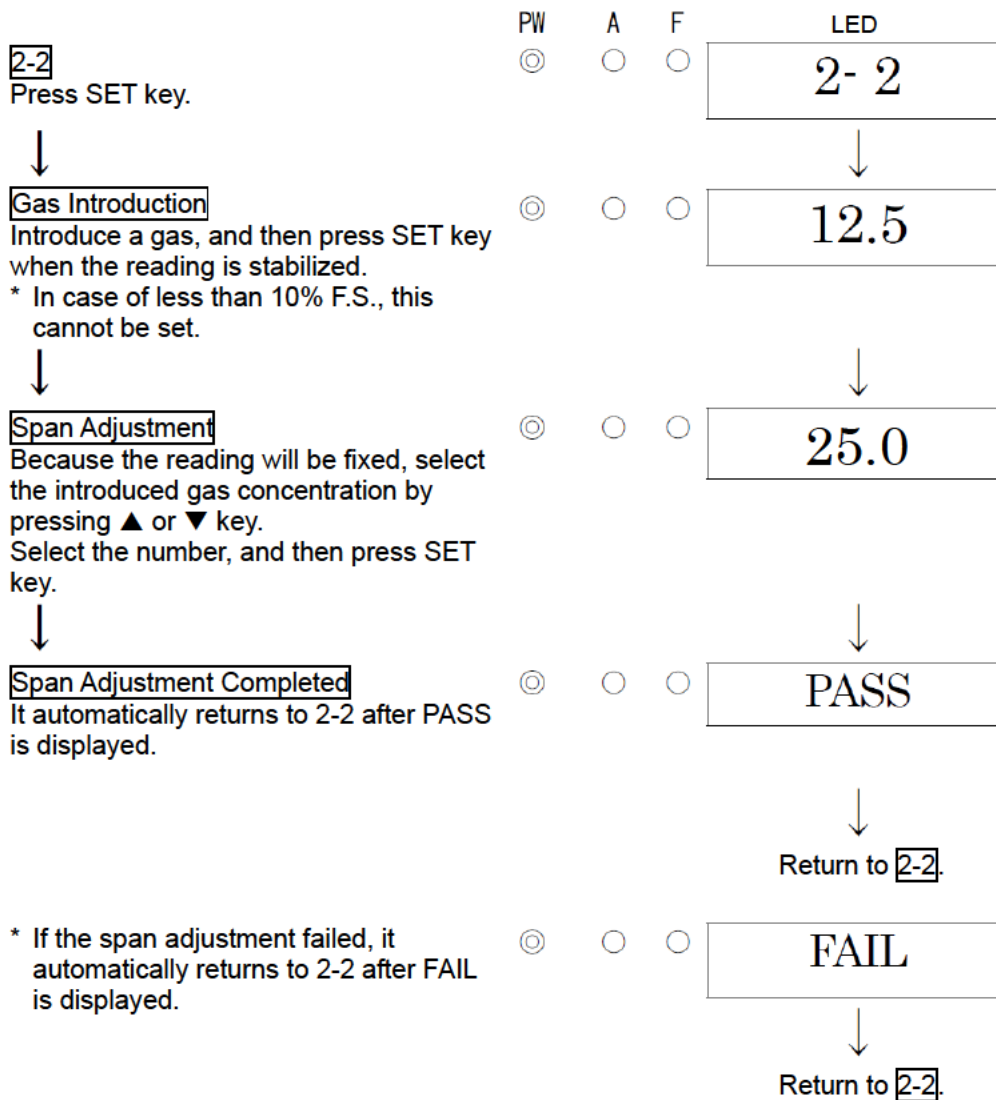 PW A F LED
2-2
2- 2
Press SET key.
Gas Introduction
12.5
Introduce a gas, and then press SET key
when the reading is stabilized.
* In case of less than 10% F.S., this
cannot be set.
Span Adjustment
25.0
Because the reading will be fixed, select
the introduced gas concentration by
pressing ▲ or ▼ key.
Select the number, and then press SET
key.
Span Adjustment Completed
PASS
It automatically returns to 2-2 after PASS
is displayed.
Return to 2-2.
* If the span adjustment failed, it
automatically returns to 2-2 after FAIL
is displayed.
FAIL
Return to 2-2.